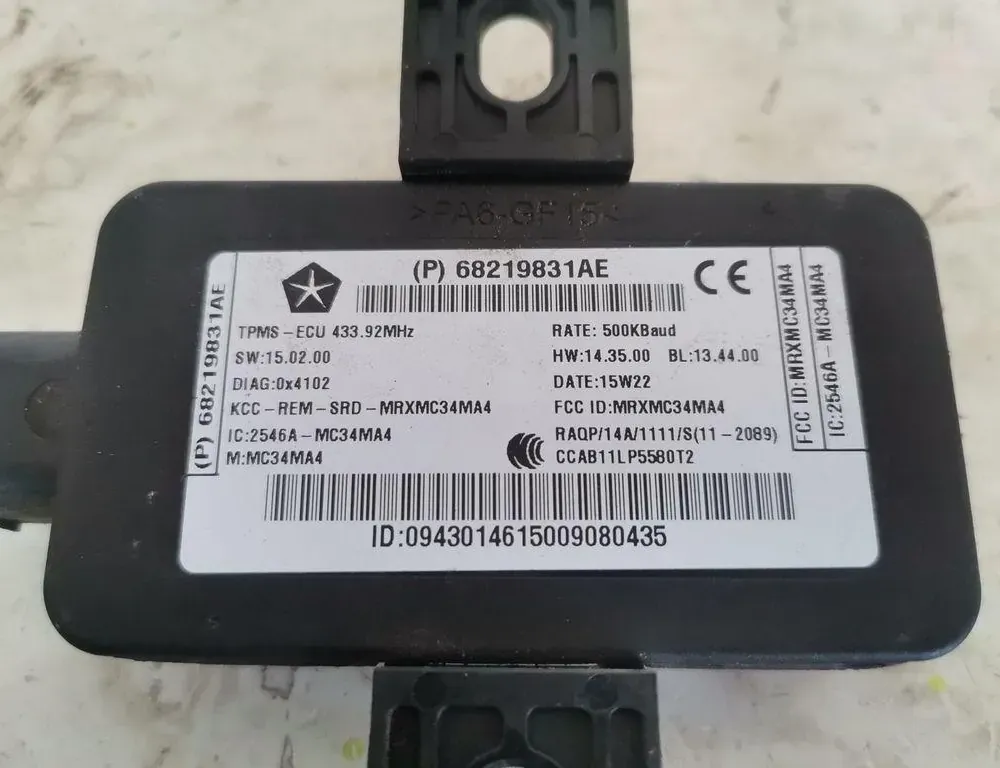 >PA6-GF15<
(P) 68219831AE
CE
TPMS-ECU 433.92MHz
RATE: 500KBaud
SW:15.02.00
HW:14.35.00 BL:13.44.00
DIAG:0x4102
DATE:15W22
KCC-REM-SRD-MRXMC34MA4
FCC ID:MRXMC34MA4
IC:2546A-MC34MA4
RAQP/14A/1111/S(11-2089)
M:MC34MA4
CCAB11LP5580T2
ID:0943014615009080435
(P) 68219831AE
FCC ID:MRXMC34MA4
IC:2546A-MC34MA4